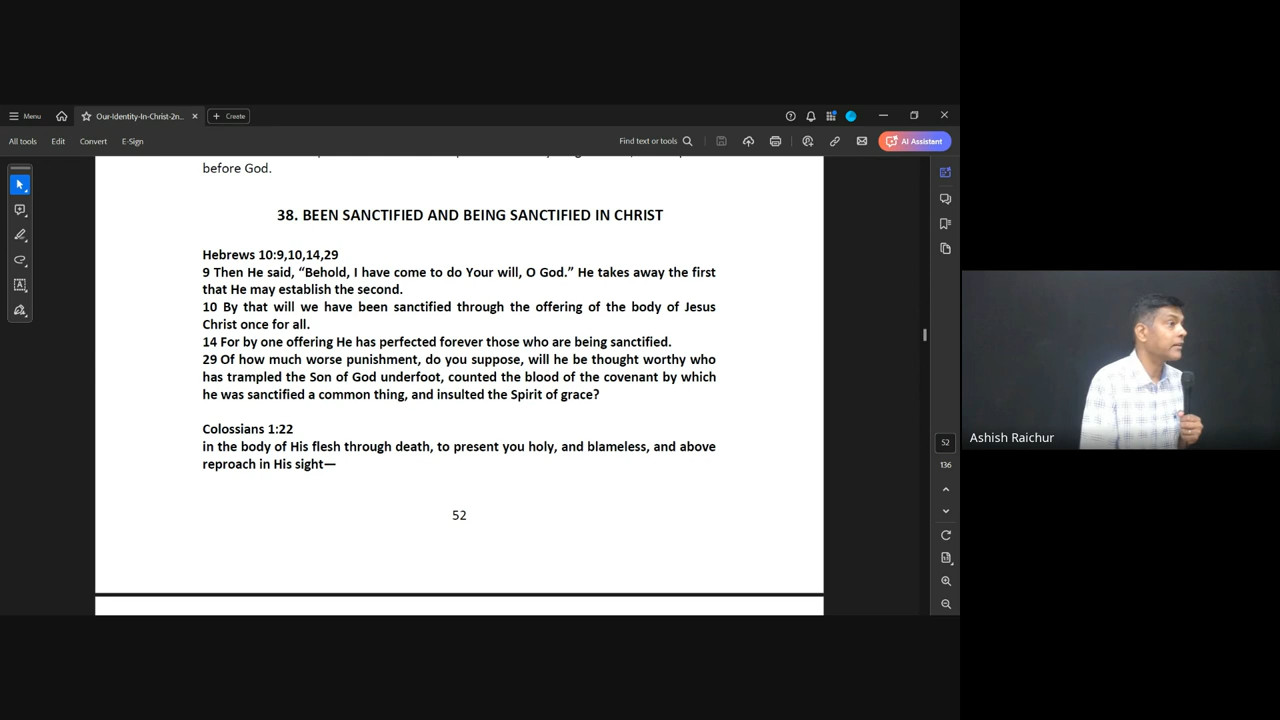 Menu
Our-Identity-In-Christ-2n...
Create
All tools
Edit
Convert
E-Sign
Find text or tools
AI Assistant
before God.
38. BEEN SANCTIFIED AND BEING SANCTIFIED IN CHRIST
Hebrews 10:9,10,14,29
9 Then He said, “Behold, I have come to do Your will, O God.” He takes away the first
that He may establish the second.
10 By that will we have been sanctified through the offering of the body of Jesus
Christ once for all.
14 For by one offering He has perfected forever those who are being sanctified.
29 Of how much worse punishment, do you suppose, will he be thought worthy who
has trampled the Son of God underfoot, counted the blood of the covenant by which
he was sanctified a common thing, and insulted the Spirit of grace?
Colossians 1:22
in the body of His flesh through death, to present you holy, and blameless, and above
reproach in His sight—
52
52
136
Ashish Raichur